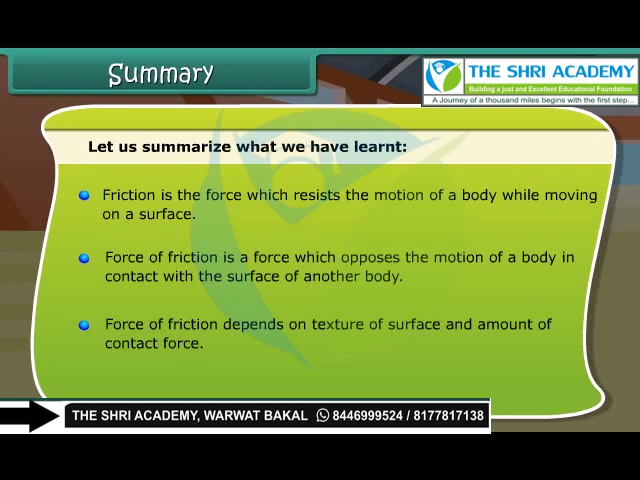 Summary
THE SHRI ACADEMY
Building a just and Excellent Educational Foundation
A Journey of a thousand miles begins with the first step...
Let us summarize what we have learnt:
Friction is the force which resists the motion of a body while moving
on a surface.
Force of friction is a force which opposes the motion of a body in
contact with the surface of another body.
Force of friction depends on texture of surface and amount of
contact force.
THE SHRI ACADEMY, WARWAT BAKAL 8446999524 / 8177817138